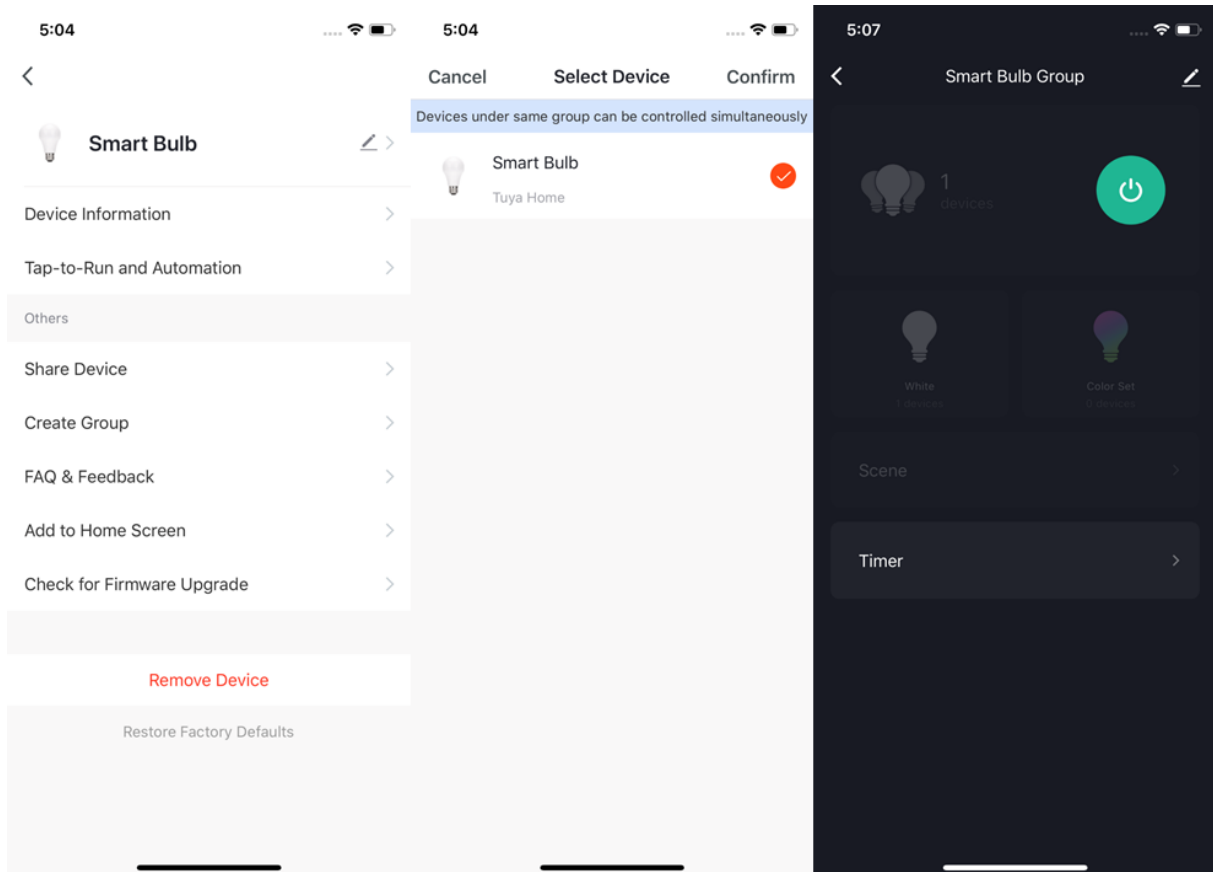 5:04
Smart Bulb
Device Information
Tap-to-Run and Automation
Others
Share Device
Create Group
FAQ & Feedback
Add to Home Screen
Check for Firmware Upgrade
Remove Device
Restore Factory Defaults
5:04
Cancel Select Device Confirm
Devices under same group can be controlled simultaneously
Smart Bulb
Tuya Home
5:07
Smart Bulb Group
1
devices
White
1 devices
Color Set
0 devices
Scene
Timer